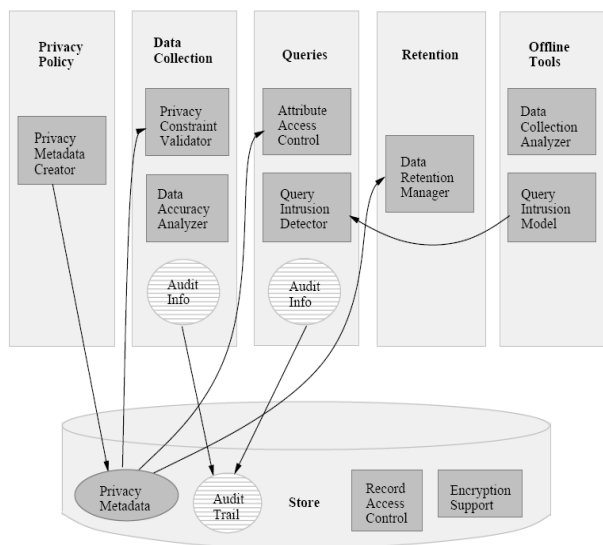 Privacy
Policy
Data
Collection
Queries
Retention
Offline
Tools
Privacy
Metadata
Creator
Privacy
Constraint
Validator
Data
Accuracy
Analyzer
Audit
Info
Attribute
Access
Control
Query
Intrusion
Detector
Audit
Info
Data
Retention
Manager
Data
Collection
Analyzer
Query
Intrusion
Model
Privacy
Metadata
Audit
Trail
Store
Record
Access
Control
Encryption
Support